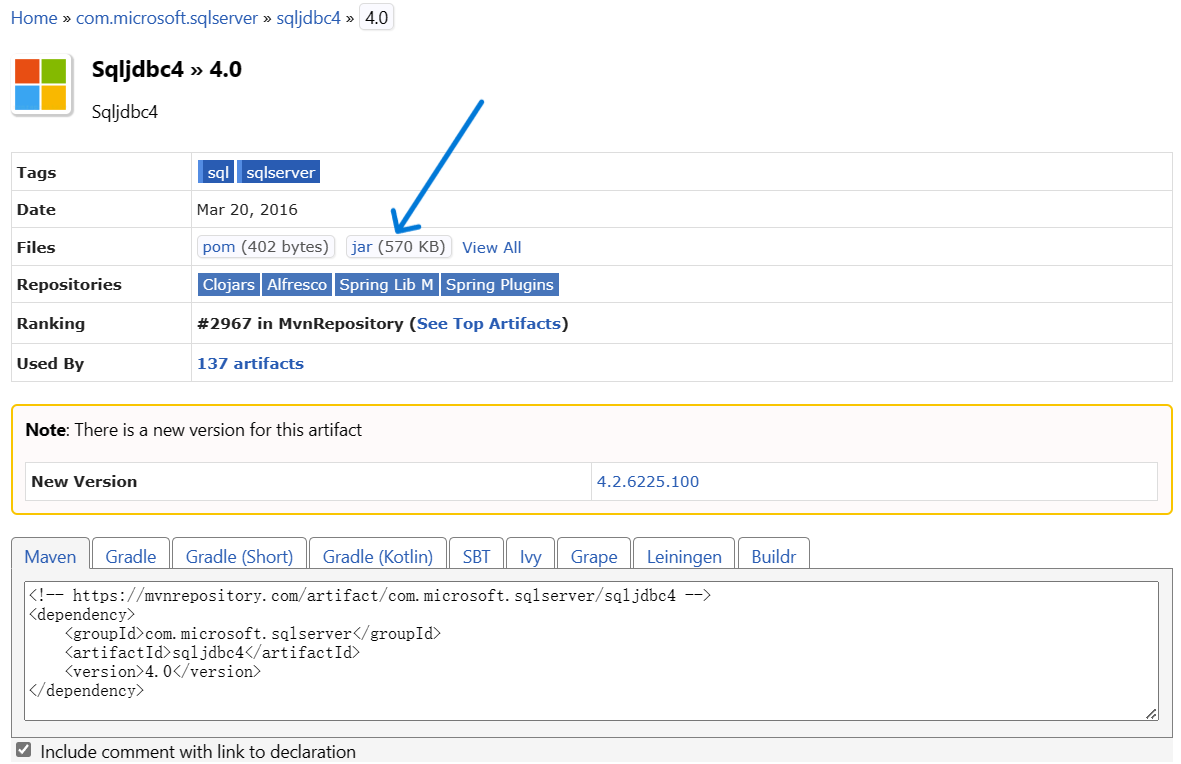 Home » com.microsoft.sqlserver » sqljdbc4 » 4.0
Sqljdbc4 » 4.0
Sqljdbc4
Tags sql sqlserver
Date Mar 20, 2016
Files pom (402 bytes) jar (570 KB) View All
Repositories Clojars Alfresco Spring Lib M Spring Plugins
Ranking #2967 in MvnRepository (See Top Artifacts)
Used By 137 artifacts
Note: There is a new version for this artifact
New Version 4.2.6225.100
Maven Gradle Gradle (Short) Gradle (Kotlin) SBT Ivy Grape Leiningen Buildr
<!-- https://mvnrepository.com/artifact/com.microsoft.sqlserver/sqljdbc4 -->
<dependency>
    <groupId>com.microsoft.sqlserver</groupId>
    <artifactId>sqljdbc4</artifactId>
    <version>4.0</version>
</dependency>
Include comment with link to declaration